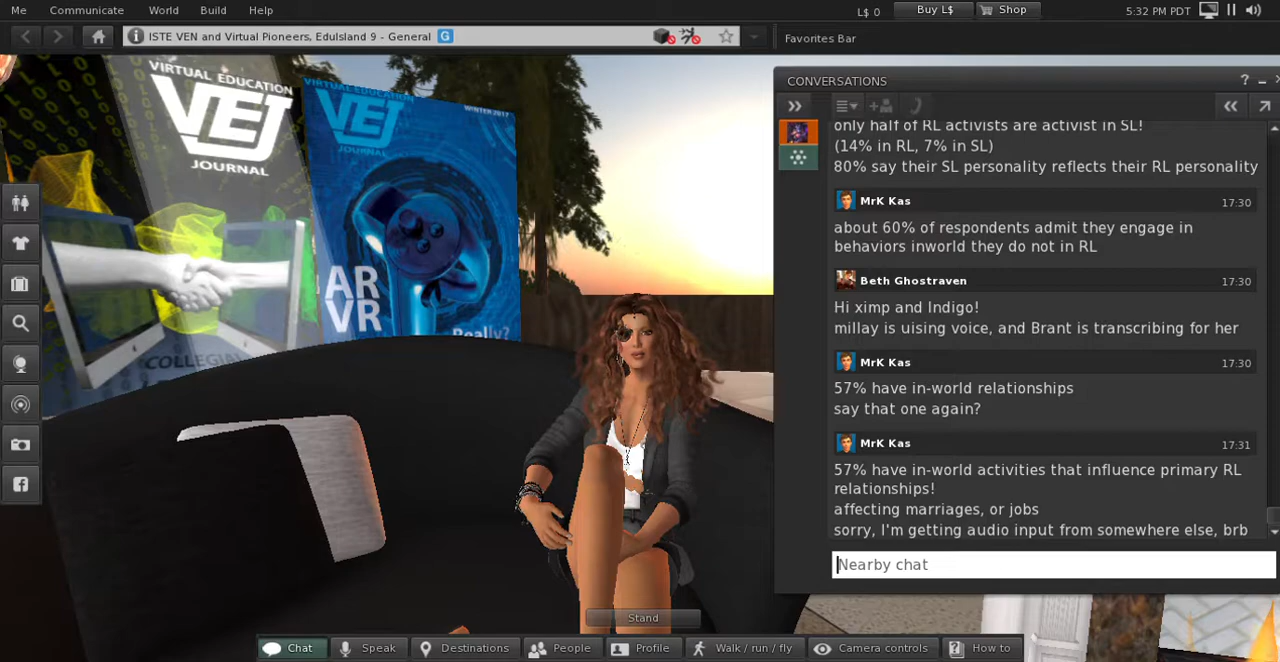 Me Communicate World Build Help
L$ 0 Buy L$ Shop 5:32 PM PDT
ISTE VEN and Virtual Pioneers, EduIsland 9 - General G
Favorites Bar
VIRTUAL EDUCATION
VEJ
JOURNAL
COLLEGIAL
VIRTUAL EDUCATION
VEJ
JOURNAL
WINTER 2017
AR
VR
Really?
CONVERSATIONS
only half of RL activists are activist in SL!
(14% in RL, 7% in SL)
80% say their SL personality reflects their RL personality
MrK Kas 17:30
about 60% of respondents admit they engage in
behaviors inworld they do not in RL
Beth Ghostraven 17:30
Hi ximp and Indigo!
millay is uising voice, and Brant is transcribing for her
MrK Kas 17:30
57% have in-world relationships
say that one again?
MrK Kas 17:31
57% have in-world activities that influence primary RL
relationships!
affecting marriages, or jobs
sorry, I'm getting audio input from somewhere else, brb
Nearby chat
Stand
Chat Speak Destinations People Profile Walk / run / fly Camera controls How to